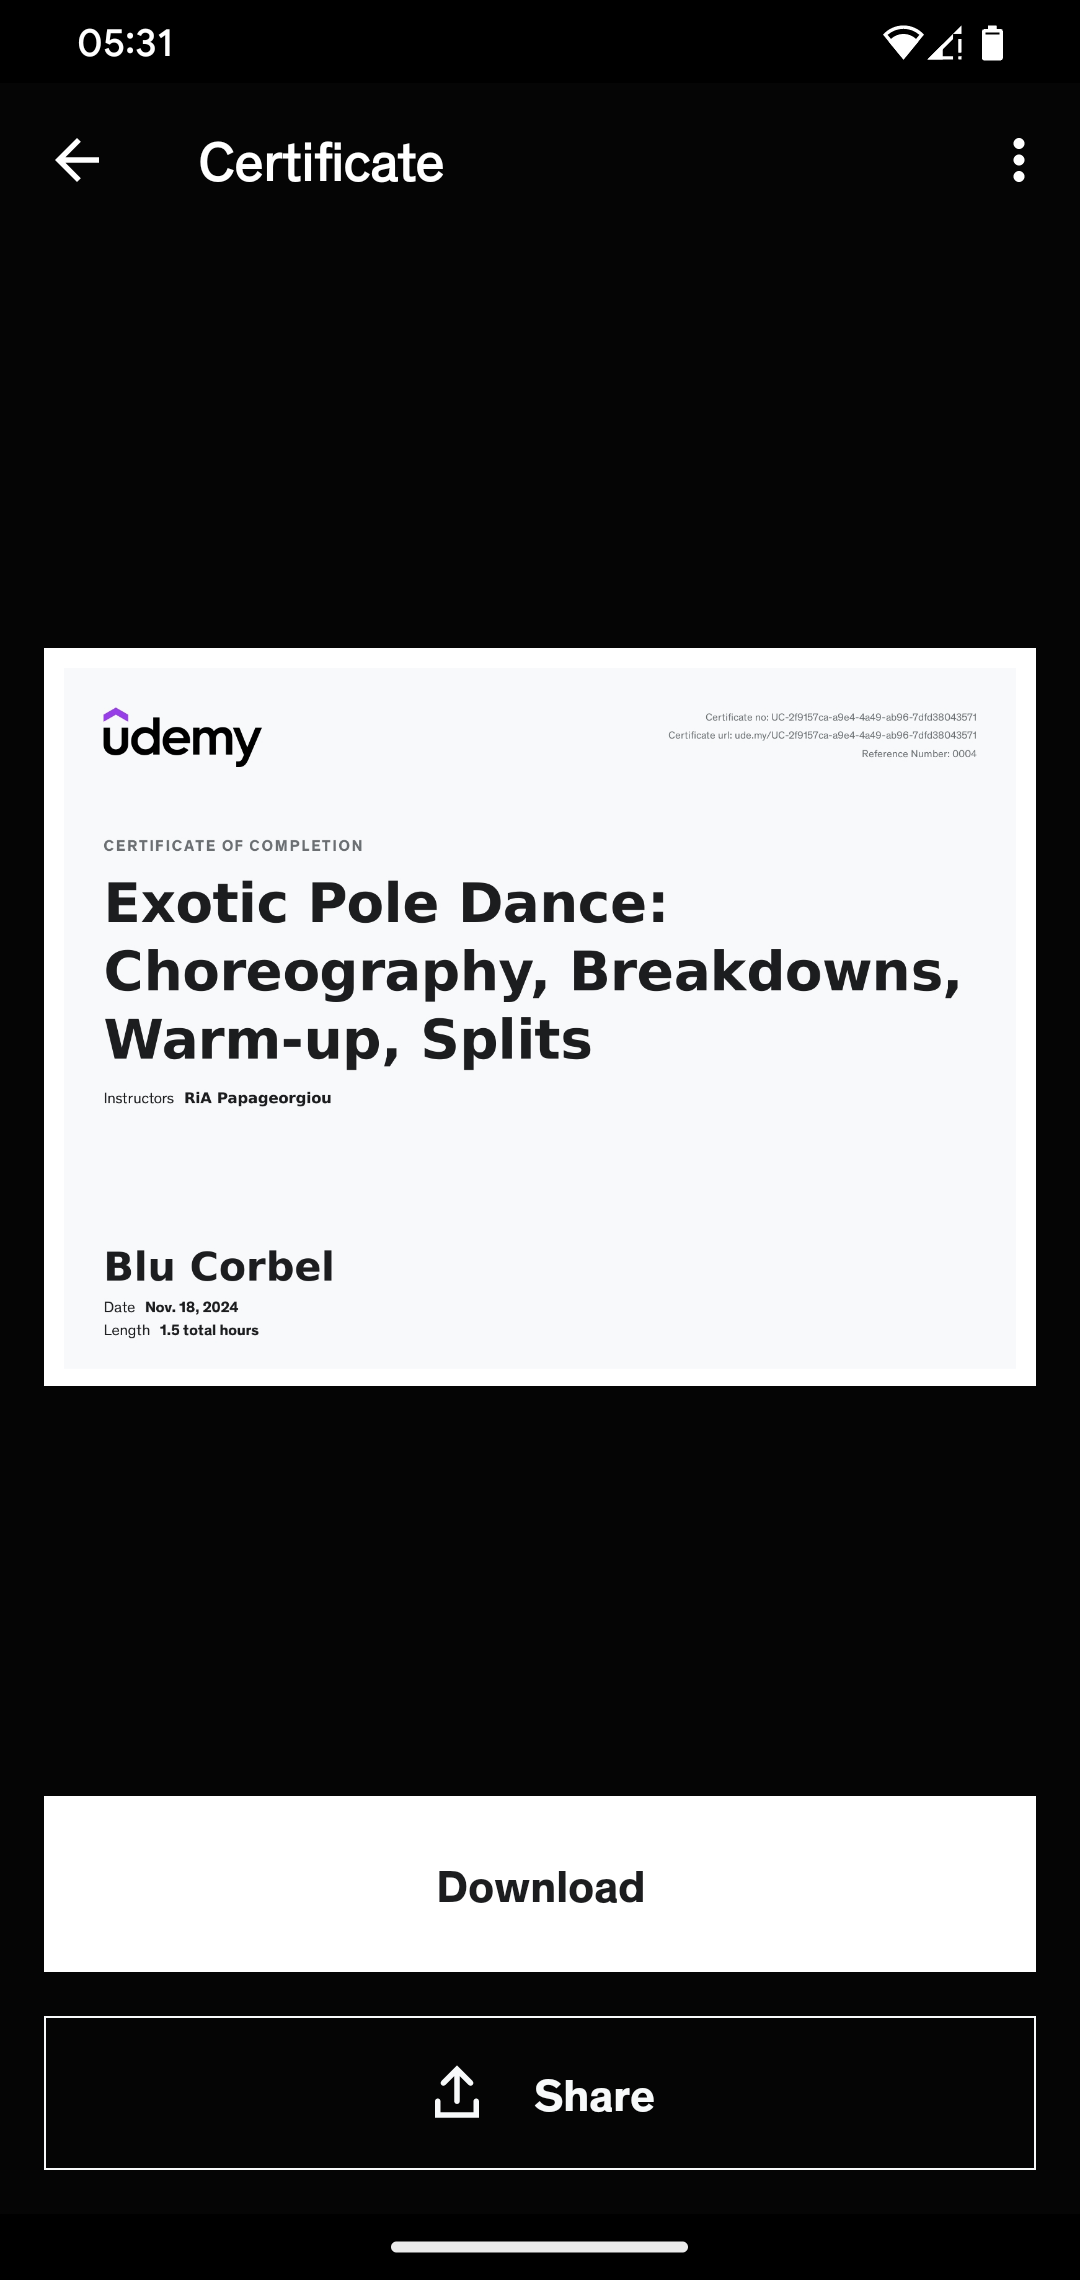 05:31
Certificate
udemy
Certificate no: UC-2f9157ca-a9e4-4a49-ab96-7dfd38043571
Certificate url: ude.my/UC-2f9157ca-a9e4-4a49-ab96-7dfd38043571
Reference Number: 0004
CERTIFICATE OF COMPLETION
Exotic Pole Dance:
Choreography, Breakdowns,
Warm-up, Splits
Instructors RiA Papageorgiou
Blu Corbel
Date Nov. 18, 2024
Length 1.5 total hours
Download
Share